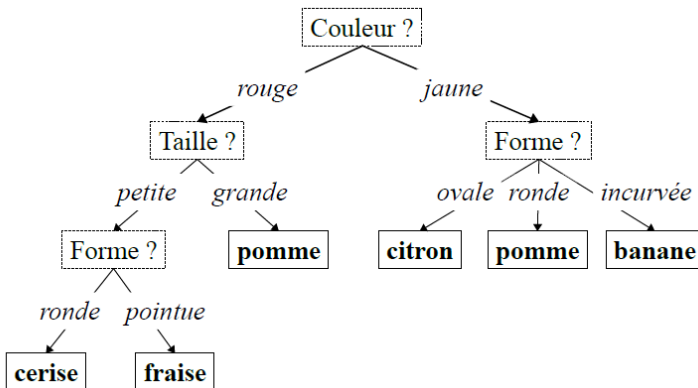 Couleur ?
rouge jaune
Taille ? Forme ?
petite grande ovale ronde incurvée
Forme ? pomme citron pomme banane
ronde pointue
cerise fraise